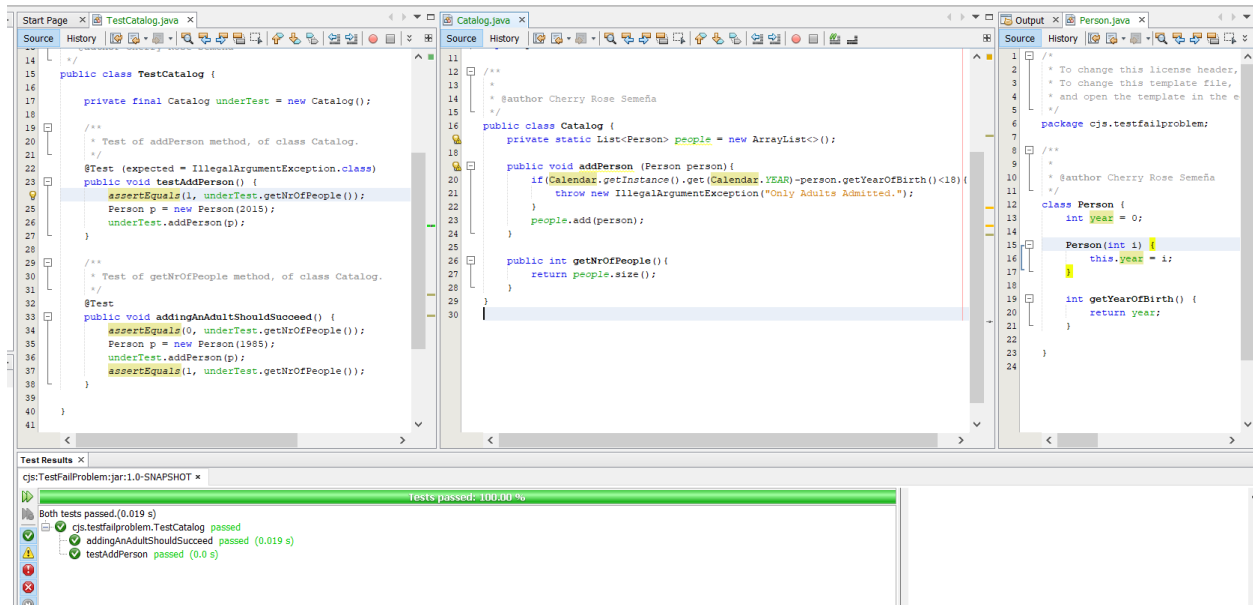 Start Page × TestCatalog.java ×
Source History
14 */
15 public class TestCatalog {
16
17 private final Catalog underTest = new Catalog();
18
19 /**
20 * Test of addPerson method, of class Catalog.
21 */
22 @Test (expected = IllegalArgumentException.class)
23 public void testAddPerson() {
assertEquals(1, underTest.getNrOfPeople());
25 Person p = new Person(2015);
26 underTest.addPerson(p);
27 }
28
29 /**
30 * Test of getNrOfPeople method, of class Catalog.
31 */
32 @Test
33 public void addingAnAdultShouldSucceed() {
34 assertEquals(0, underTest.getNrOfPeople());
35 Person p = new Person(1985);
36 underTest.addPerson(p);
37 assertEquals(1, underTest.getNrOfPeople());
38 }
39
40 }
41
Catalog.java ×
Source History
11
12 /**
13 *
14 * @author Cherry Rose Semeña
15 */
16 public class Catalog {
private static List<Person> people = new ArrayList<>();
18
public void addPerson (Person person){
20 if(Calendar.getInstance().get(Calendar.YEAR)-person.getYearOfBirth()<18){
21 throw new IllegalArgumentException("Only Adults Admitted.");
22 }
23 people.add(person);
24 }
25
26 public int getNrOfPeople(){
27 return people.size();
28 }
29 }
30
Output × Person.java ×
Source History
1 /*
2 * To change this license header,
3 * To change this template file,
4 * and open the template in the e
5 */
6 package cjs.testfailproblem;
7
8 /**
9 *
10 * @author Cherry Rose Semeña
11 */
12 class Person {
13 int year = 0;
14
15 Person(int i) {
16 this.year = i;
17 }
18
19 int getYearOfBirth() {
20 return year;
21 }
22
23 }
24
Test Results ×
cjs:TestFailProblem:jar:1.0-SNAPSHOT ×
Tests passed: 100.00 %
Both tests passed.(0.019 s)
cjs.testfailproblem.TestCatalog passed
addingAnAdultShouldSucceed passed (0.019 s)
testAddPerson passed (0.0 s)